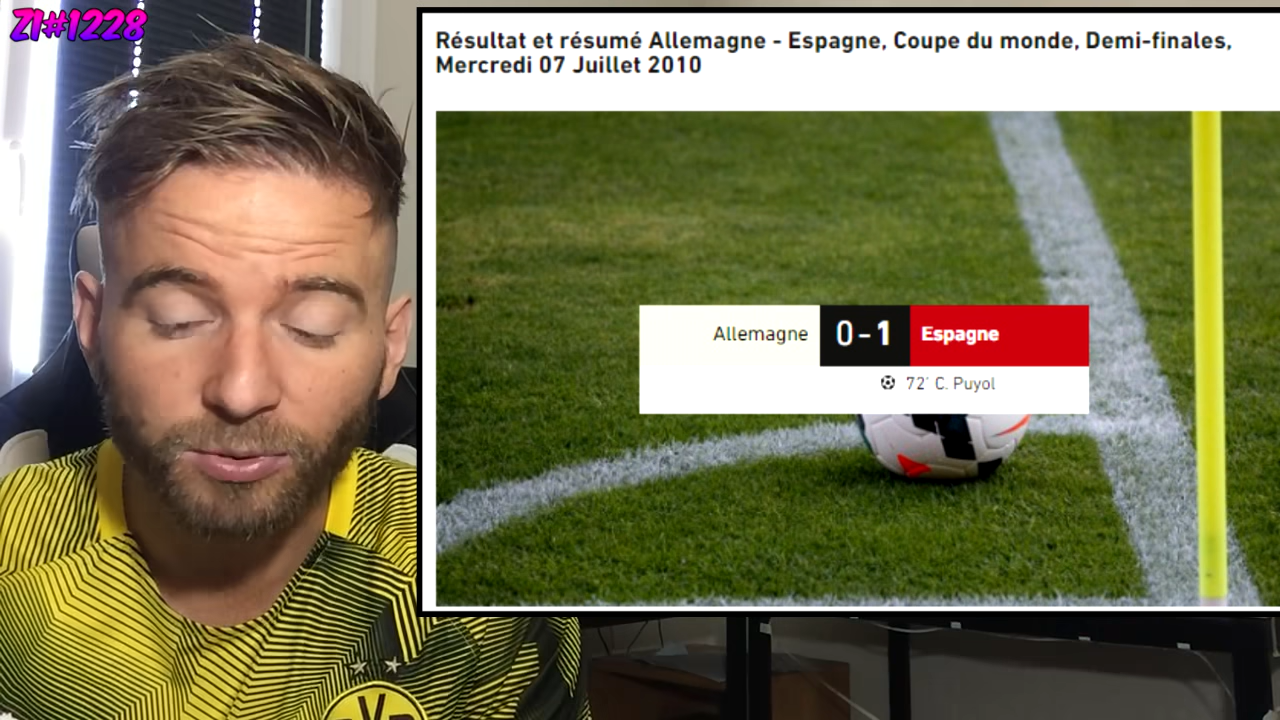 ZI#1228
Résultat et résumé Allemagne - Espagne, Coupe du monde, Demi-finales,
Mercredi 07 Juillet 2010
Allemagne 0-1 Espagne
72' C. Puyol
BVB